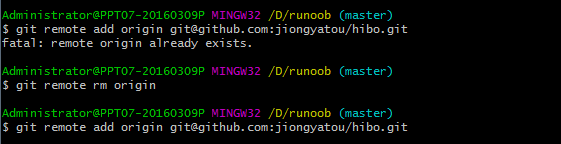 Administrator@PPT07-20160309P MINGW32 /D/runoob (master)
$ git remote add origin git@github.com:jiongyatou/hibo.git
fatal: remote origin already exists.
Administrator@PPT07-20160309P MINGW32 /D/runoob (master)
$ git remote rm origin
Administrator@PPT07-20160309P MINGW32 /D/runoob (master)
$ git remote add origin git@github.com:jiongyatou/hibo.git